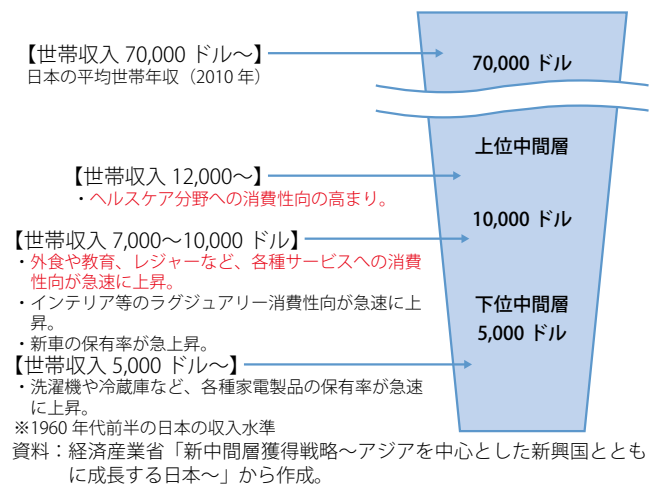 【世帯収入 70,000 ドル～】
日本の平均世帯年収（2010 年）
70,000 ドル
上位中間層
【世帯収入 12,000～】
・ヘルスケア分野への消費性向の高まり。
10,000 ドル
【世帯収入 7,000～10,000 ドル】
・外食や教育、レジャーなど、各種サービスへの消費
性向が急速に上昇。
・インテリア等のラグジュアリー消費性向が急速に上
昇。
・新車の保有率が急上昇。
下位中間層
5,000 ドル
【世帯収入 5,000 ドル～】
・洗濯機や冷蔵庫など、各種家電製品の保有率が急速
に上昇。
※1960 年代前半の日本の収入水準
資料：経済産業省「新中間層獲得戦略～アジアを中心とした新興国ととも
に成長する日本～」から作成。